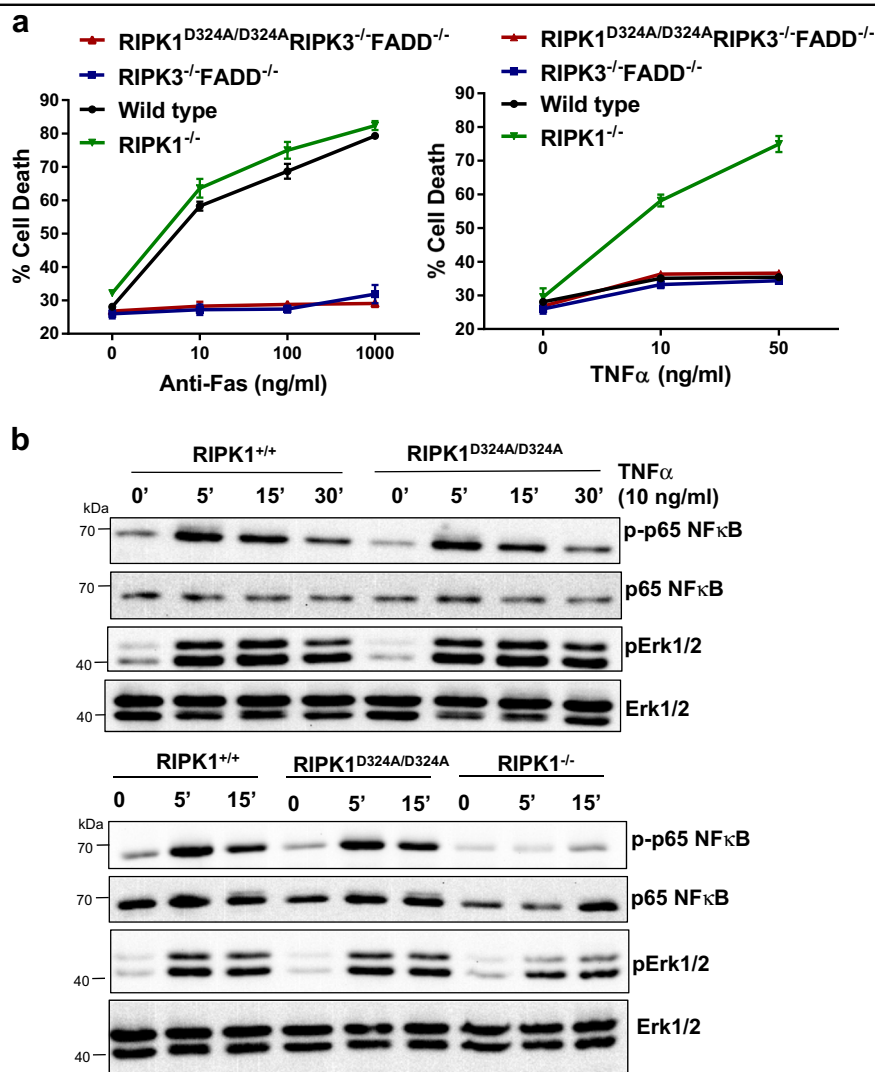 a
RIPK1D324A/D324ARIPK3-/-FADD-/-
RIPK3-/-FADD-/-
Wild type
RIPK1-/-
% Cell Death
90
80
70
60
50
40
30
20
0 10 100 1000
Anti-Fas (ng/ml)
RIPK1D324A/D324ARIPK3-/-FADD-/-
RIPK3-/-FADD-/-
Wild type
RIPK1-/-
% Cell Death
90
80
70
60
50
40
30
20
0 10 50
TNFα (ng/ml)
b
RIPK1+/+ RIPK1D324A/D324A
TNFα
0’ 5’ 15’ 30’ 0’ 5’ 15’ 30’ (10 ng/ml)
kDa
70 p-p65 NFκB
70 p65 NFκB
40 pErk1/2
40 Erk1/2
RIPK1+/+ RIPK1D324A/D324A RIPK1-/-
0 5’ 15’ 0 5’ 15’ 0 5’ 15’
kDa
70 p-p65 NFκB
70 p65 NFκB
40 pErk1/2
40 Erk1/2